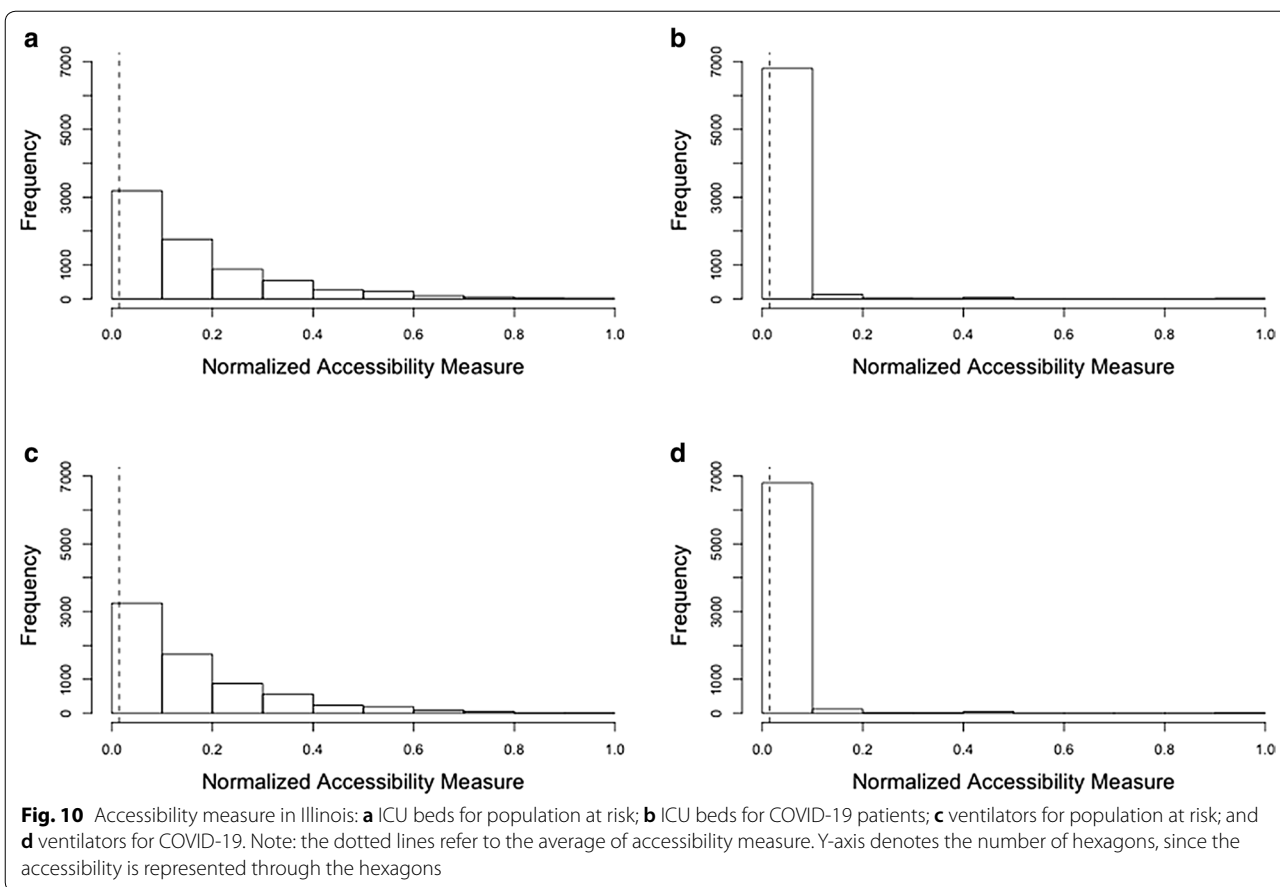 a
7000
5000
3000
1000
0
Frequency
0.0 0.2 0.4 0.6 0.8 1.0
Normalized Accessibility Measure
b
7000
5000
3000
1000
0
Frequency
0.0 0.2 0.4 0.6 0.8 1.0
Normalized Accessibility Measure
c
7000
5000
3000
1000
0
Frequency
0.0 0.2 0.4 0.6 0.8 1.0
Normalized Accessibility Measure
d
7000
5000
3000
1000
0
Frequency
0.0 0.2 0.4 0.6 0.8 1.0
Normalized Accessibility Measure
Fig. 10 Accessibility measure in Illinois: a ICU beds for population at risk; b ICU beds for COVID-19 patients; c ventilators for population at risk; and
d ventilators for COVID-19. Note: the dotted lines refer to the average of accessibility measure. Y-axis denotes the number of hexagons, since the
accessibility is represented through the hexagons